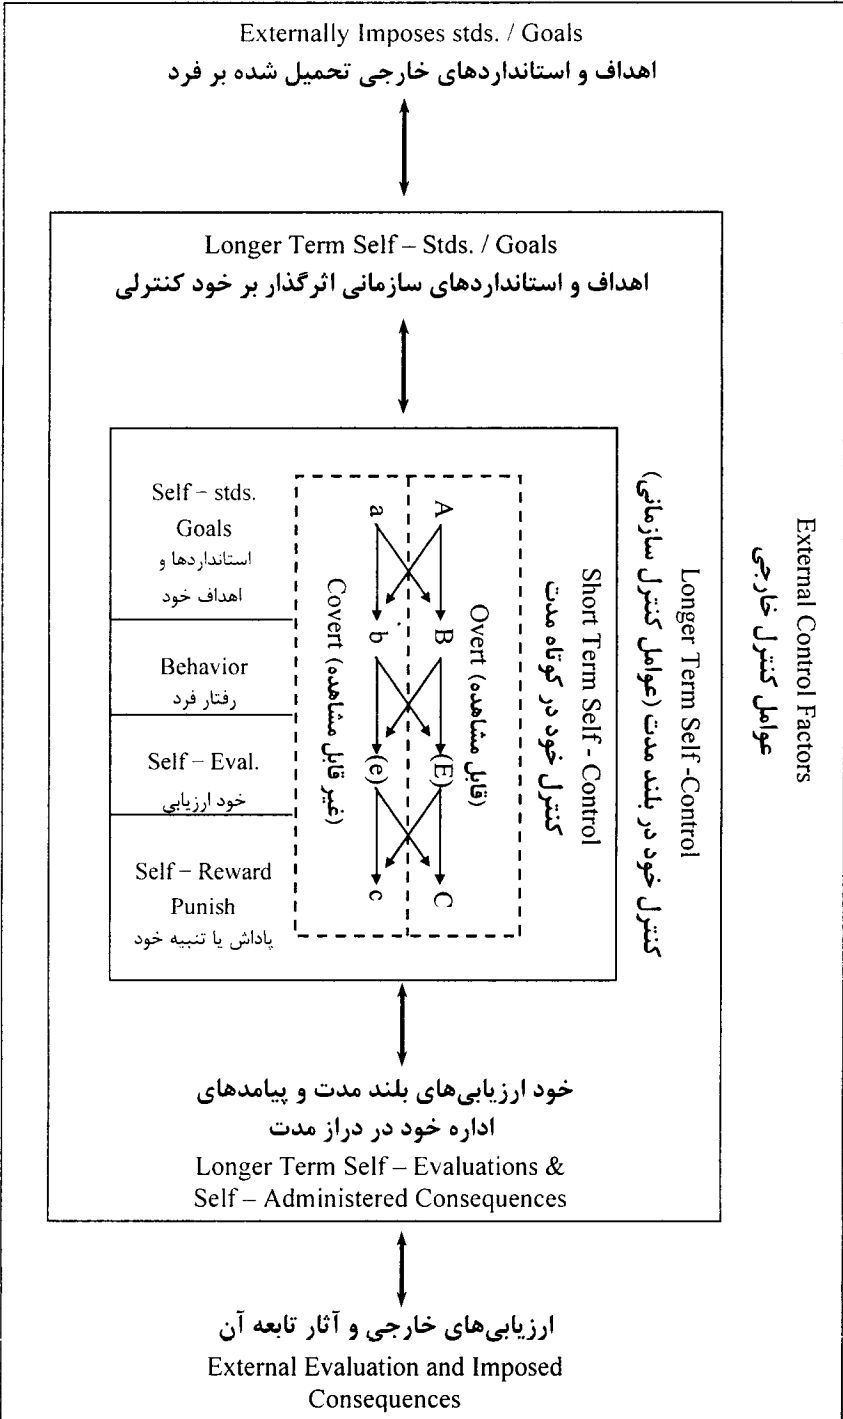 Externally Imposes stds. / Goals
اهداف و استانداردهای خارجی تحمیل شده بر فرد
Longer Term Self – Stds. / Goals
اهداف و استانداردهای سازمانی اثرگذار بر خود کنترلی
Self – stds.
Goals
استانداردها و
اهداف خود
Behavior
رفتار فرد
Self – Eval.
خود ارزیابی
Self – Reward
Punish
پاداش یا تنبیه خود
a A
b B
(e) (E)
c C
Covert (غیر قابل مشاهده)
Overt (قابل مشاهده)
Short Term Self - Control
کنترل خود در کوتاه مدت
Longer Term Self -Control
کنترل خود در بلند مدت (عوامل کنترل سازمانی)
External Control Factors
عوامل کنترل خارجی
خود ارزیابی‌های بلند مدت و پیامدهای
اداره خود در دراز مدت
Longer Term Self – Evaluations &
Self – Administered Consequences
ارزیابی‌های خارجی و آثار تابعه آن
External Evaluation and Imposed
Consequences